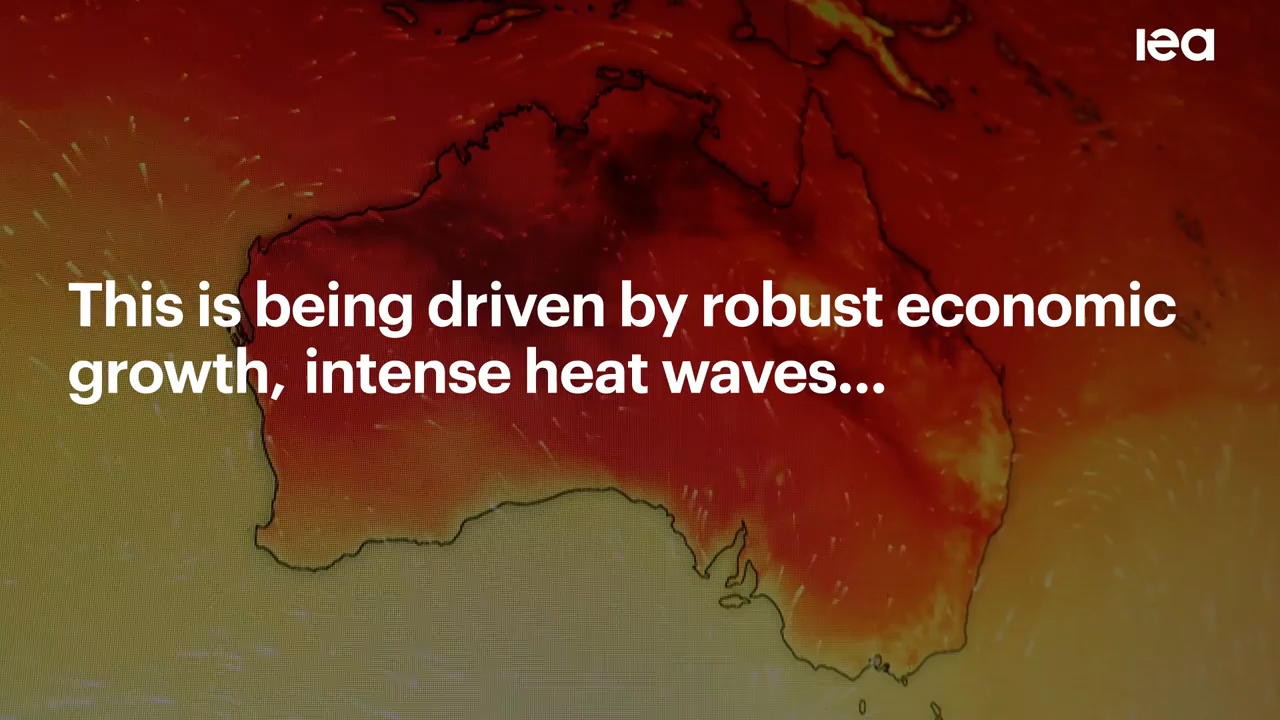 iea
This is being driven by robust economic
growth, intense heat waves...